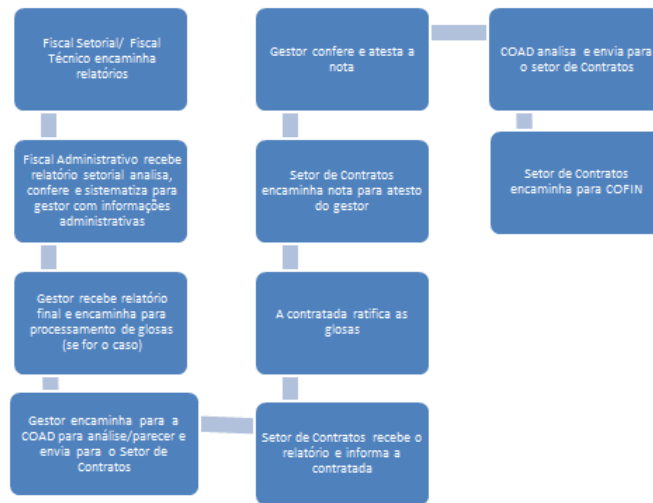 Fiscal Setorial/ Fiscal
Técnico encaminha
relatórios
Fiscal Administrativo recebe
relatório setorial analisa,
confere e sistematiza para
gestor com informações
administrativas
Gestor recebe relatório
final e encaminha para
processamento de glosas
(se for o caso)
Gestor encaminha para a
COAD para análise/parecer e
envia para o Setor de
Contratos
Setor de Contratos recebe o
relatório e informa a
contratada
A contratada ratifica as
glosas
Setor de Contratos
encaminha nota para atesto
do gestor
Gestor confere e atesta a
nota
COAD analisa e envia para
o setor de Contratos
Setor de Contratos
encaminha para COFIN